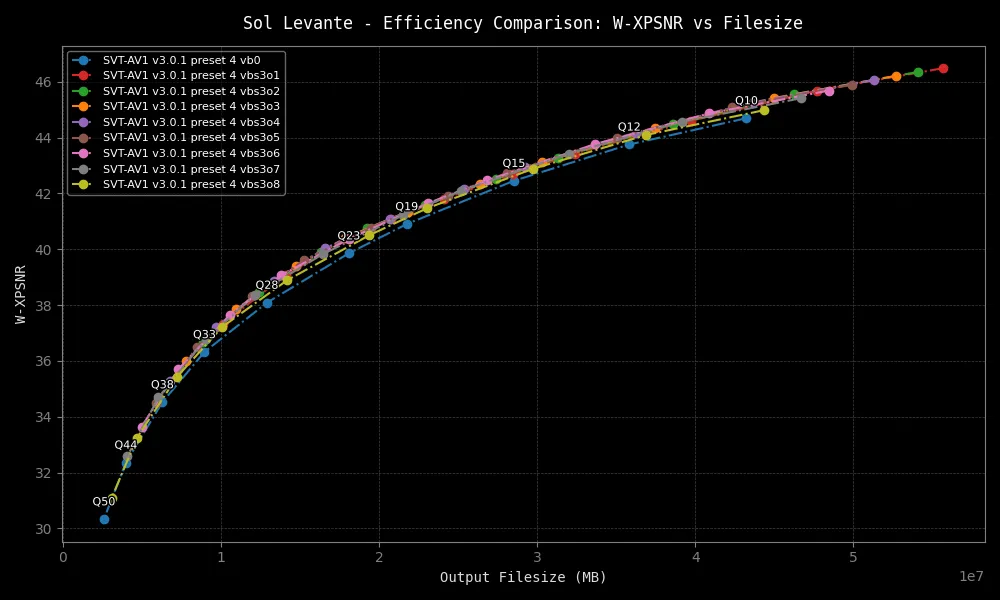 Sol Levante - Efficiency Comparison: W-XPSNR vs Filesize
SVT-AV1 v3.0.1 preset 4 vb0
SVT-AV1 v3.0.1 preset 4 vbs3o1
SVT-AV1 v3.0.1 preset 4 vbs3o2
SVT-AV1 v3.0.1 preset 4 vbs3o3
SVT-AV1 v3.0.1 preset 4 vbs3o4
SVT-AV1 v3.0.1 preset 4 vbs3o5
SVT-AV1 v3.0.1 preset 4 vbs3o6
SVT-AV1 v3.0.1 preset 4 vbs3o7
SVT-AV1 v3.0.1 preset 4 vbs3o8
W-XPSNR
46
44
42
40
38
36
34
32
30
Q10
Q12
Q15
Q19
Q23
Q28
Q33
Q38
Q44
Q50
0 1 2 3 4 5
1e7
Output Filesize (MB)